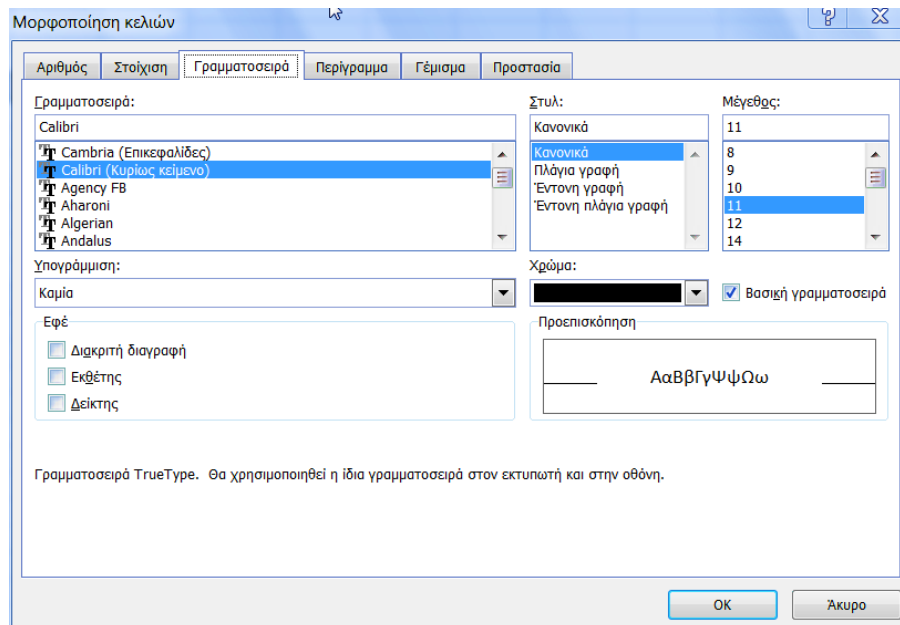 Μορφοποίηση κελιών
Αριθμός Στοίχιση Γραμματοσειρά Περίγραμμα Γέμισμα Προστασία
Γραμματοσειρά: Στυλ: Μέγεθος:
Calibri Κανονικά 11
Cambria (Επικεφαλίδες) Κανονικά 8
Calibri (Κυρίως κείμενο) Πλάγια γραφή 9
Agency FB Έντονη γραφή 10
Aharoni Έντονη πλάγια γραφή 11
Algerian 12
Andalus 14
Υπογράμμιση: Χρώμα:
Καμία Βασική γραμματοσειρά
Εφέ Προεπισκόπηση
Διακριτή διαγραφή
Εκθέτης ΑαΒβΓγΨψΩω
Δείκτης
Γραμματοσειρά TrueType. Θα χρησιμοποιηθεί η ίδια γραμματοσειρά στον εκτυπωτή και στην οθόνη.
OK Άκυρο